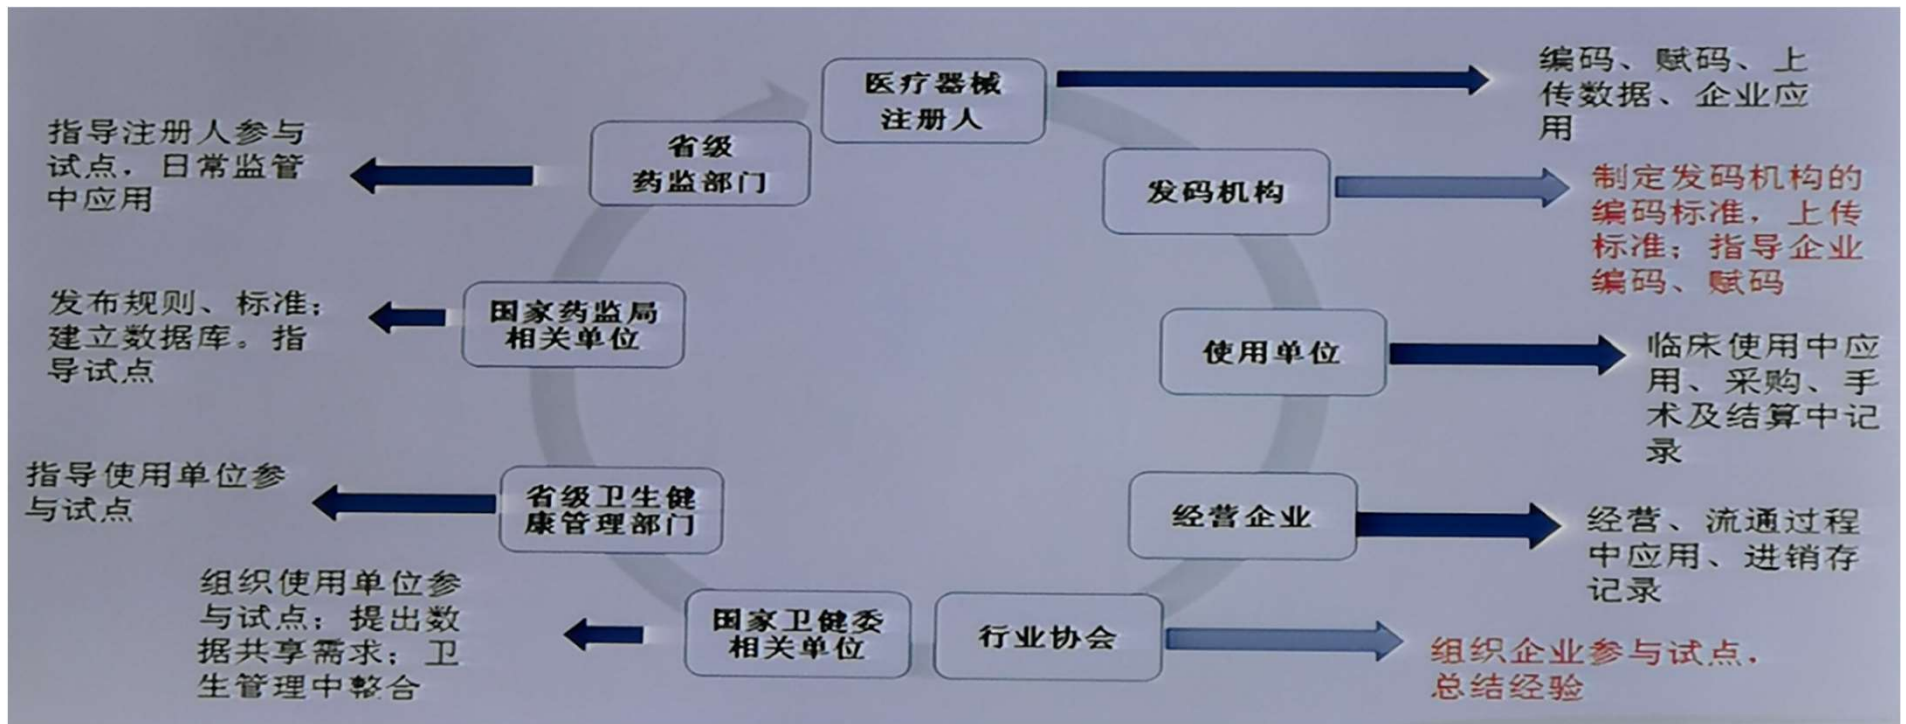 医疗器械
注册人
编码、赋码、上
传数据、企业应
用
发码机构
制定发码机构的
编码标准，上传
标准；指导企业
编码、赋码
使用单位
临床使用中应
用、采购、手
术及结算中记
录
经营企业
经营、流通过程
中应用、进销存
记录
行业协会
组织企业参与试点，
总结经验
国家卫健委
相关单位
组织使用单位参
与试点；提出数
据共享需求；卫
生管理中整合
省级卫生健
康管理部门
指导使用单位参
与试点
国家药监局
相关单位
发布规则、标准；
建立数据库。指
导试点
省级
药监部门
指导注册人参与
试点，日常监管
中应用